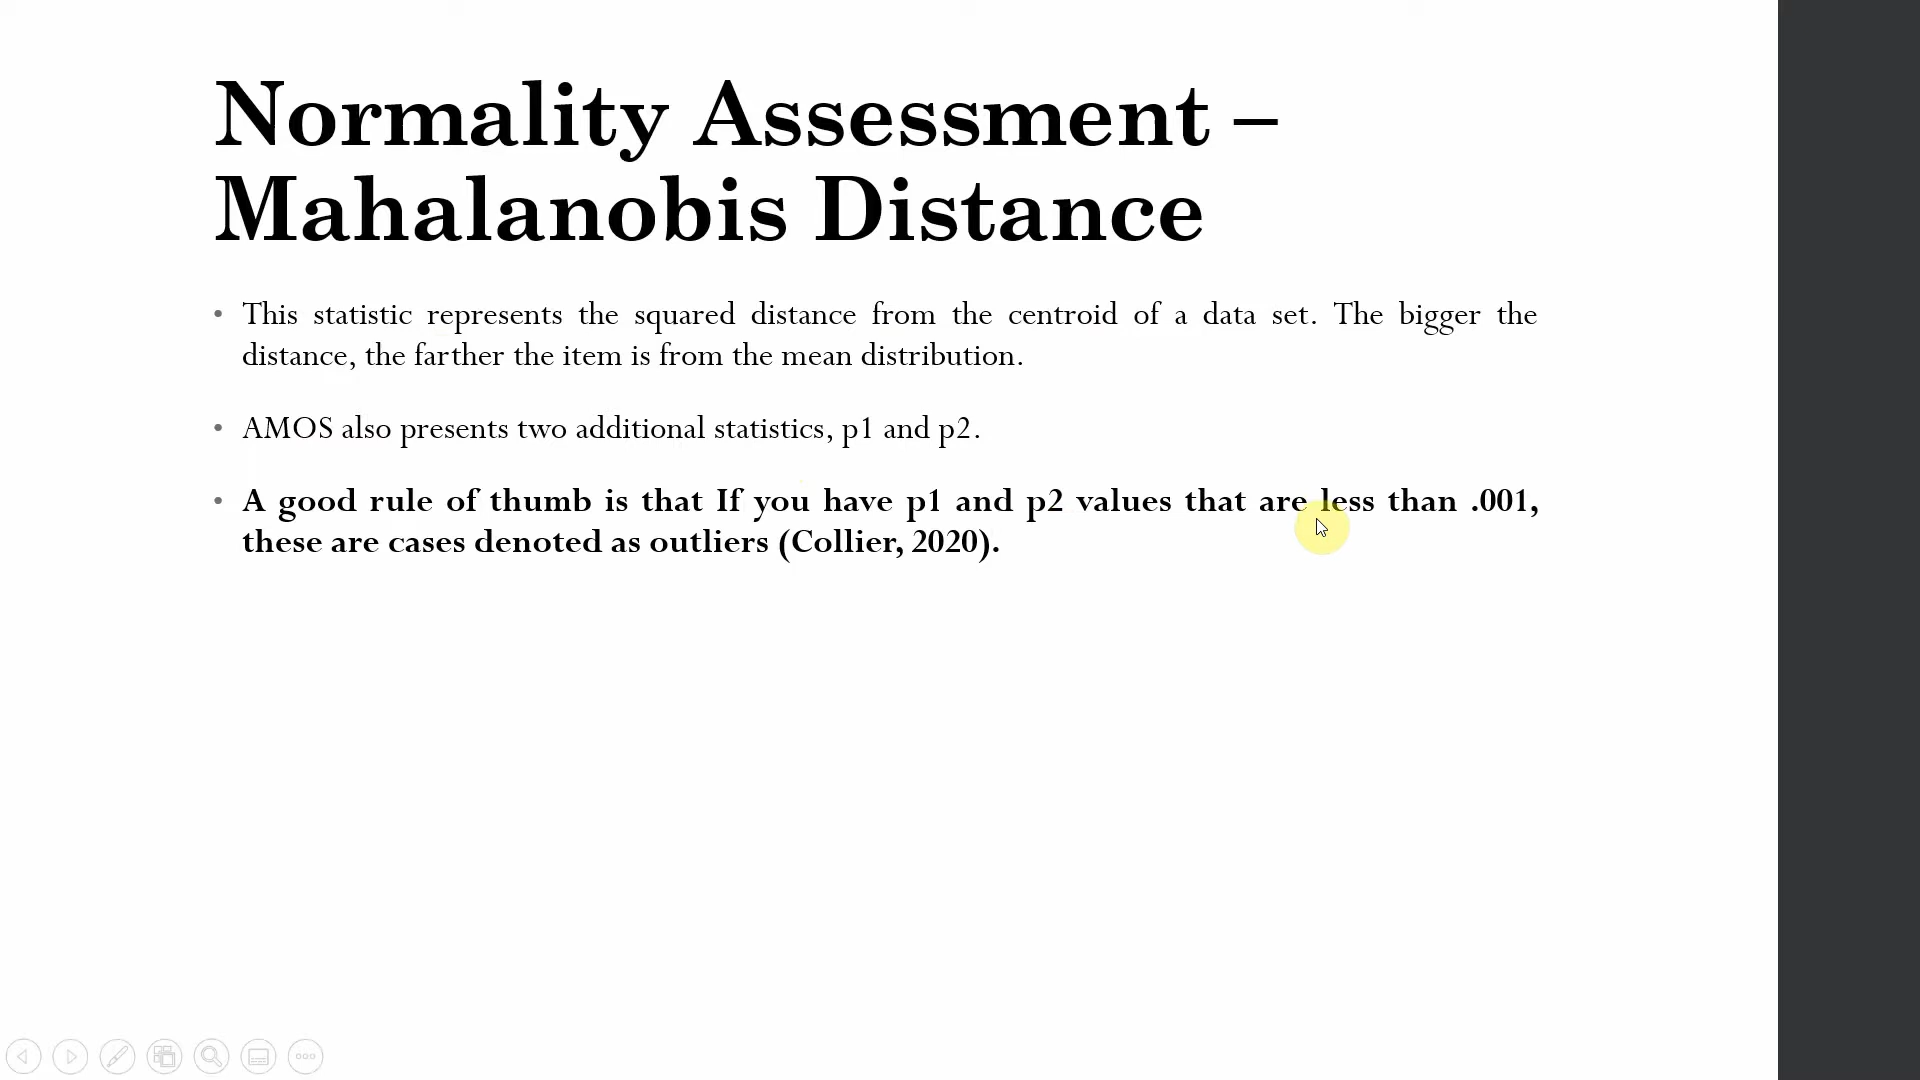 Normality Assessment –
Mahalanobis Distance
• This statistic represents the squared distance from the centroid of a data set. The bigger the
distance, the farther the item is from the mean distribution.
• AMOS also presents two additional statistics, p1 and p2.
• A good rule of thumb is that If you have p1 and p2 values that are less than .001,
these are cases denoted as outliers (Collier, 2020).